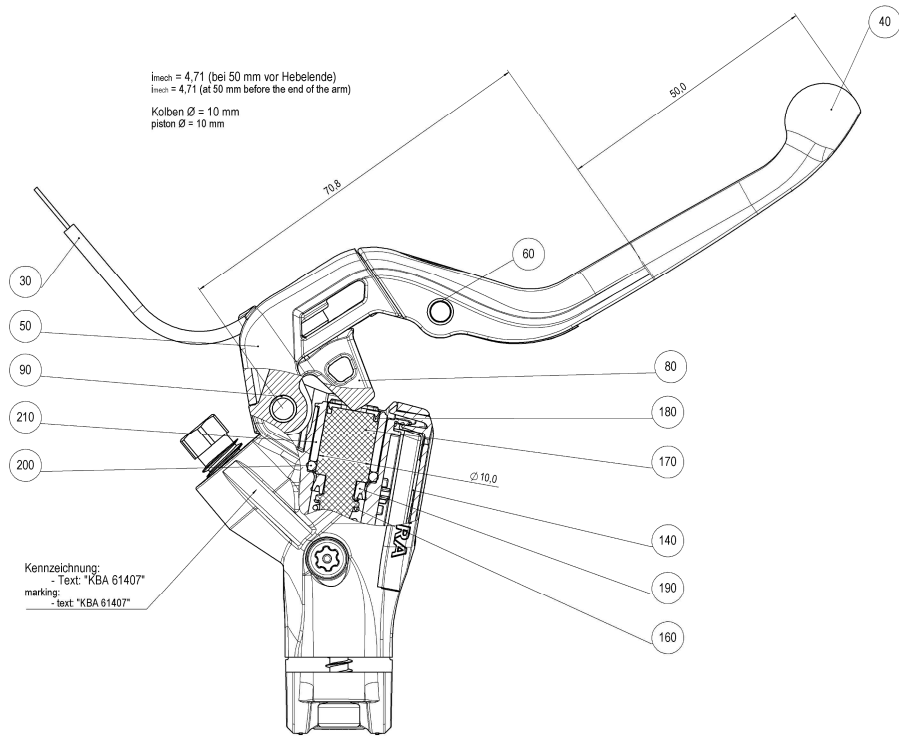 40
imech = 4,71 (bei 50 mm vor Hebelende)
imech = 4,71 (at 50 mm before the end of the arm)
Kolben Ø = 10 mm
piston Ø = 10 mm
50,0
70,8
30
60
50
90
80
210
180
200
170
Ø 10,0
140
RA
Kennzeichnung:
- Text: "KBA 61407"
marking:
- text: "KBA 61407"
190
160